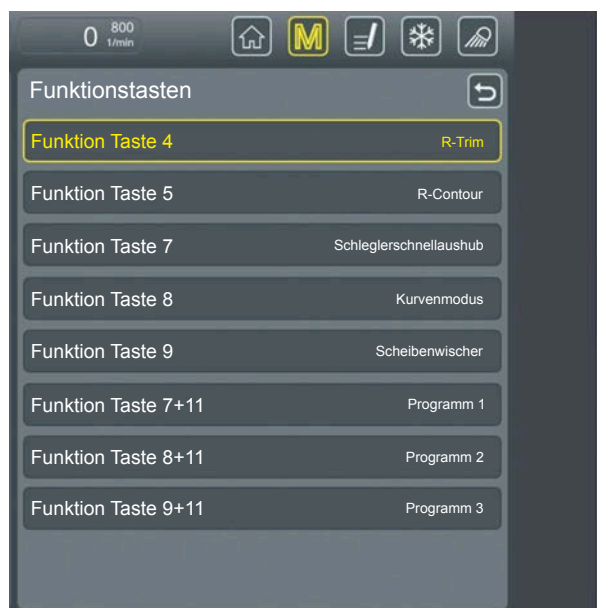 0 800 1/min
M
Funktionstasten
Funktion Taste 4 R-Trim
Funktion Taste 5 R-Contour
Funktion Taste 7 Schleglerschnellaushub
Funktion Taste 8 Kurvenmodus
Funktion Taste 9 Scheibenwischer
Funktion Taste 7+11 Programm 1
Funktion Taste 8+11 Programm 2
Funktion Taste 9+11 Programm 3